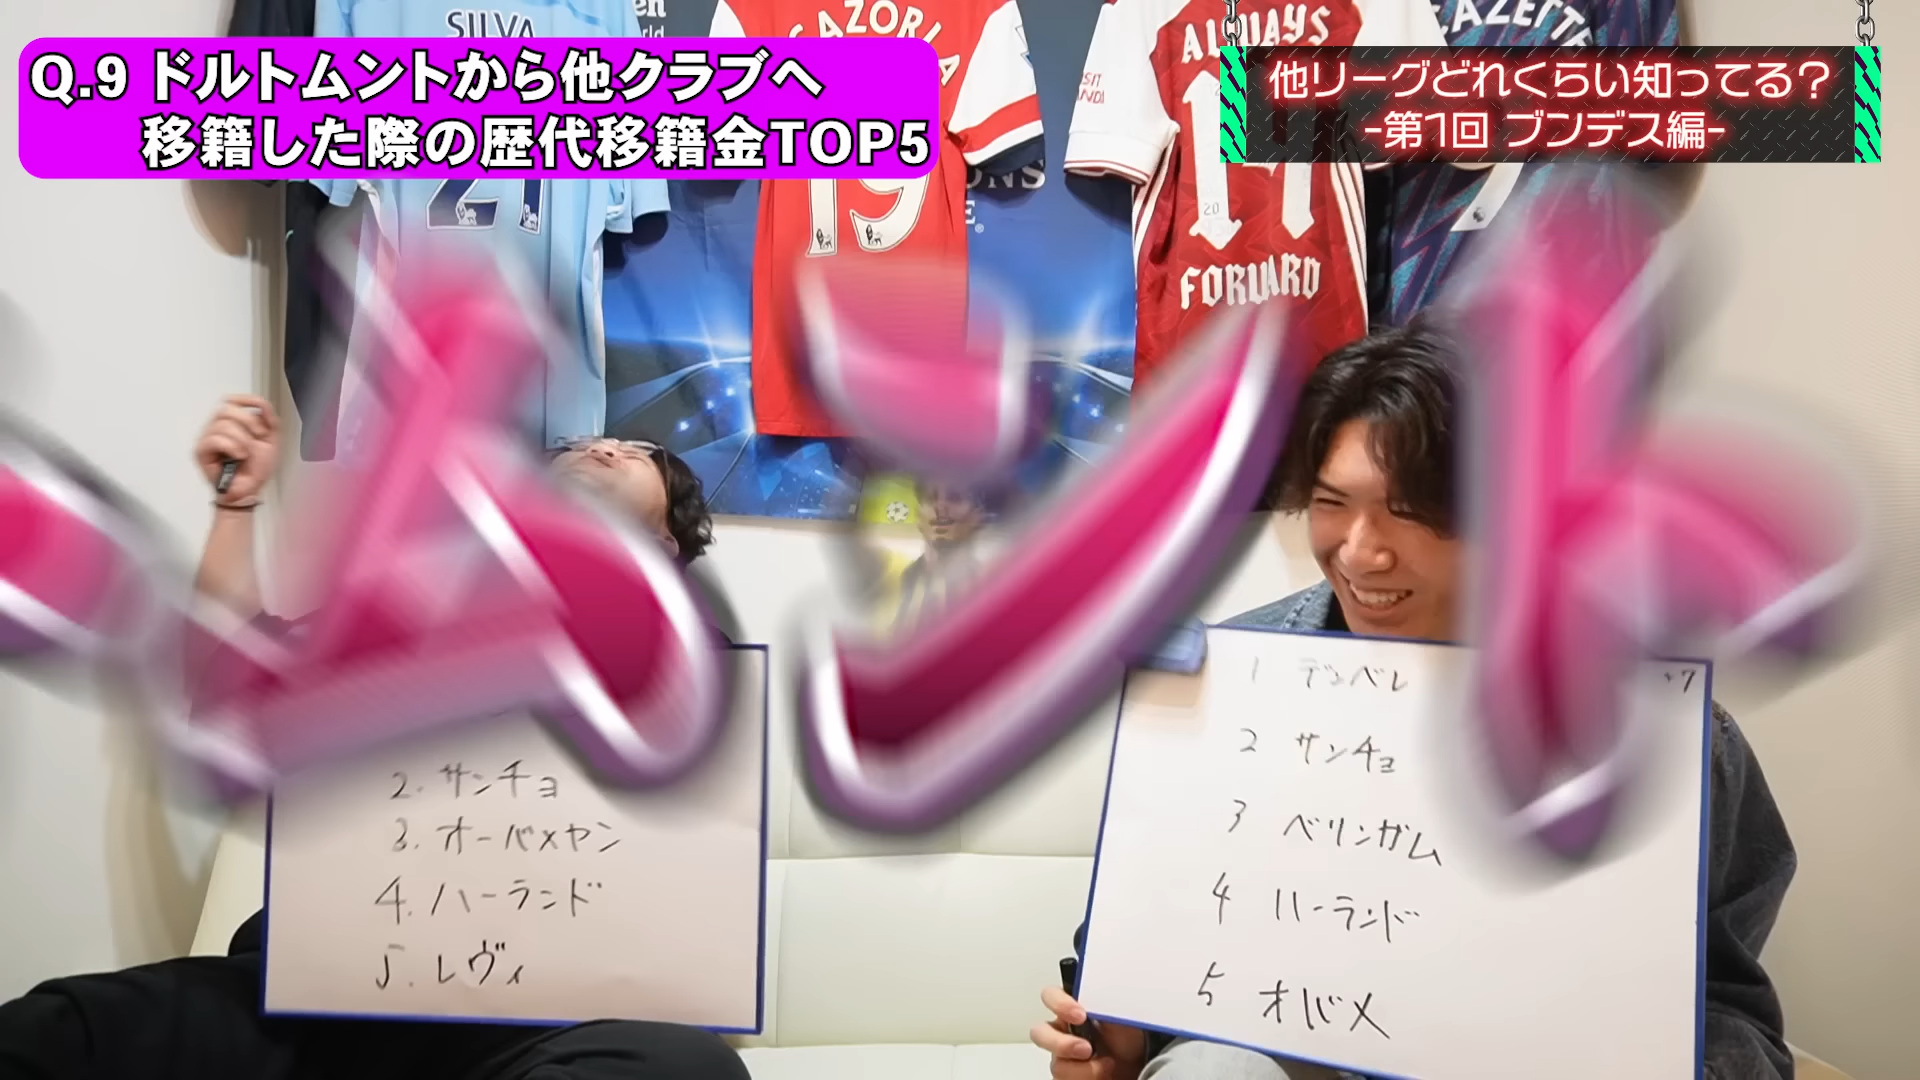 Q.9 ドルトムントから他クラブへ
移籍した際の歴代移籍金TOP5
他リーグどれくらい知ってる？
-第1回 ブンデス編-
SILVA
21
CAZORLA
19
ALWAYS
14
FORWARD
ムント
2. サンチョ
3. オーバメヤン
4. ハーランド
5. レヴィ
1 デンベレ
2 サンチョ
3 ベリンガム
4 ハーランド
5 オバメ